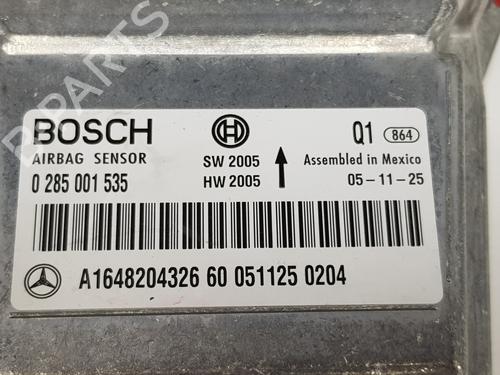 BOSCH
AIRBAG SENSOR
0 285 001 535
SW 2005
HW 2005
Q1 864
Assembled in Mexico
05-11-25
A1648204326 60 051125 0204
B-PARTS